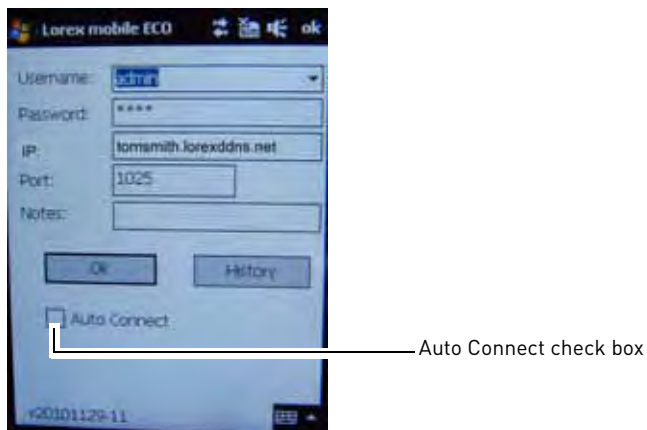 Lorex mobile ECO ok
Username: admin
Password: ****
IP: tomsmith.lorexddns.net
Port: 1025
Notes:
Ok History
Auto Connect
Auto Connect check box
v20101129-11